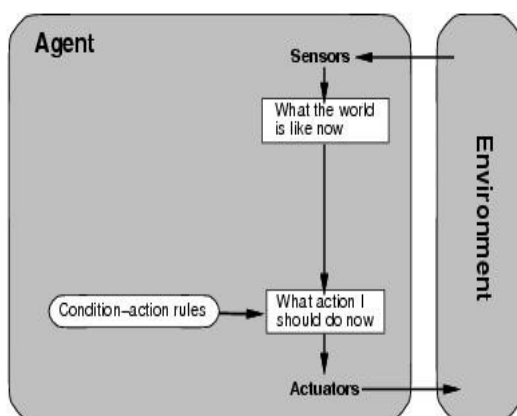 Agent
Sensors
What the world
is like now
Environment
Condition–action rules
What action I
should do now
Actuators